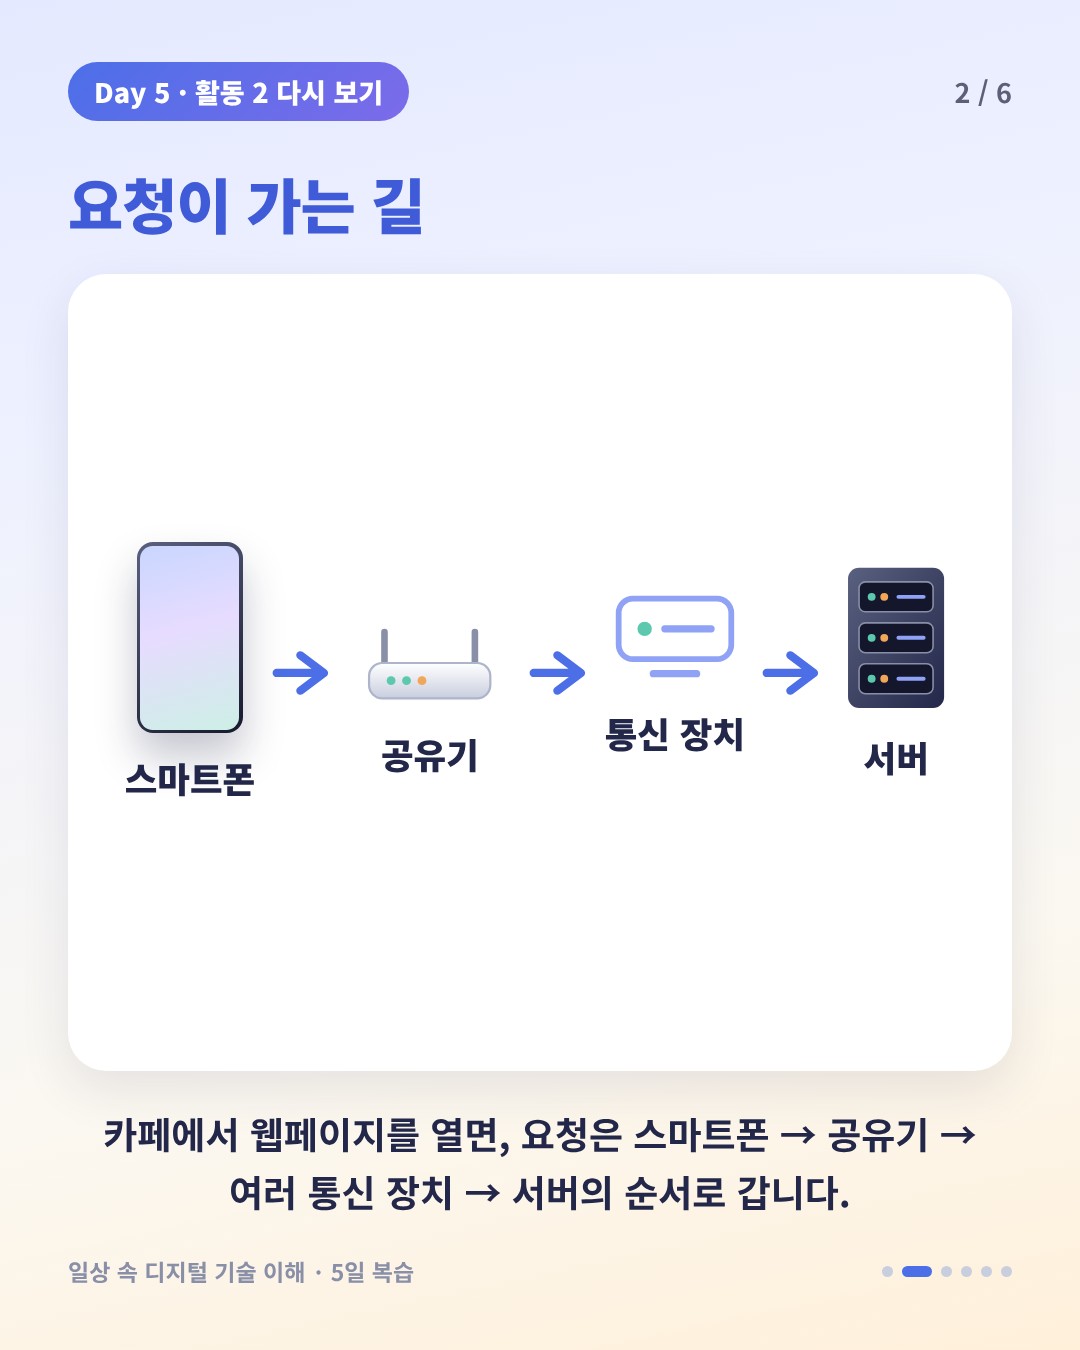 Day 5 · 활동 2 다시 보기
2 / 6
요청이 가는 길
스마트폰
공유기
통신 장치
서버
카페에서 웹페이지를 열면, 요청은 스마트폰 → 공유기 →
여러 통신 장치 → 서버의 순서로 갑니다.
일상 속 디지털 기술 이해 · 5일 복습